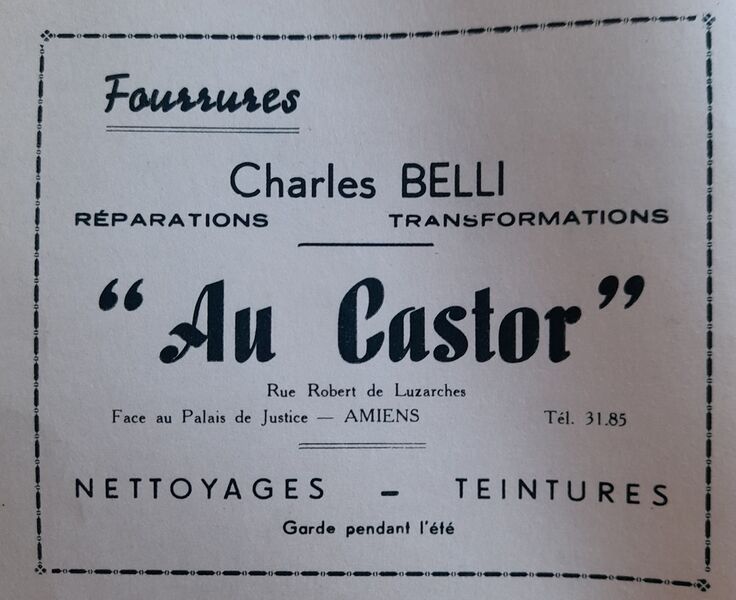 Fourrures
Charles BELLI
RÉPARATIONS TRANSFORMATIONS
“Au Castor”
Rue Robert de Luzarches
Face au Palais de Justice — AMIENS Tél. 31.85
NETTOYAGES - TEINTURES
Garde pendant l'été